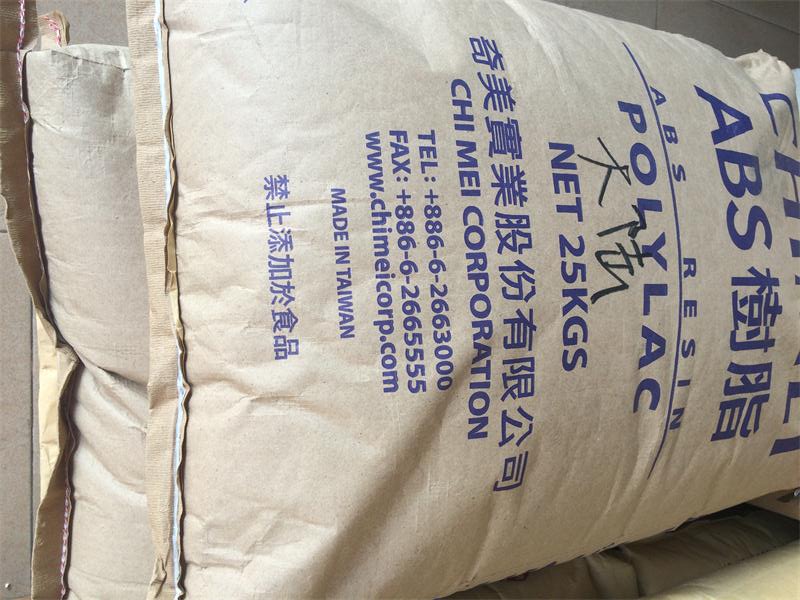 ABS 樹脂
ABS RESIN
POLYLAC
大陆
NET 25KGS
奇美實業股份有限公司
CHI MEI CORPORATION
TEL: +886-6-2663000
FAX: +886-6-2665555
www.chimeicorp.com
MADE IN TAIWAN
禁止添加於食品